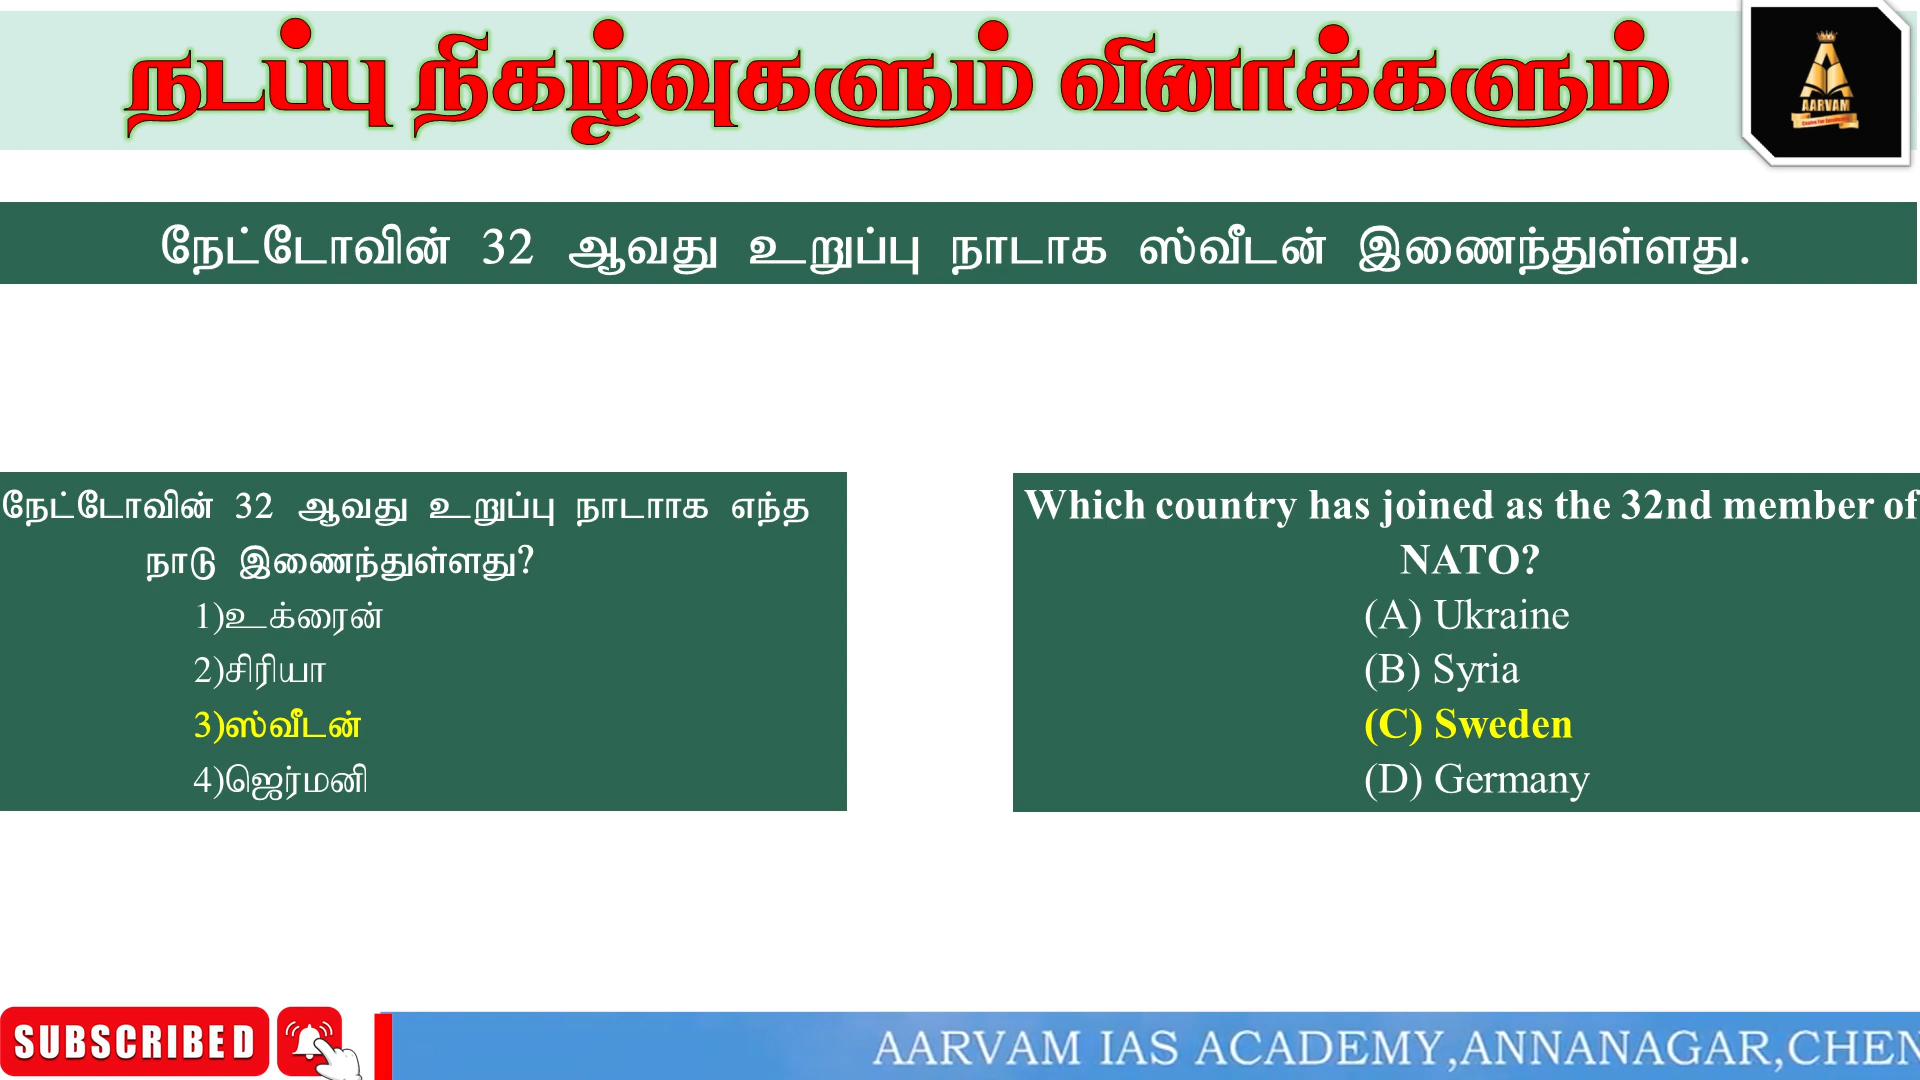 நடப்பு நிகழ்வுகளும் வினாக்களும்
AARVAM
நேட்டோவின் 32 ஆவது உறுப்பு நாடாக ஸ்வீடன் இணைந்துள்ளது.
நேட்டோவின் 32 ஆவது உறுப்பு நாடாாக எந்த
நாடு இணைந்துள்ளது?
1)உக்ரைன்
2)சிரியா
3)ஸ்வீடன்
4)ஜெர்மனி
Which country has joined as the 32nd member of
NATO?
(A) Ukraine
(B) Syria
(C) Sweden
(D) Germany
SUBSCRIBED
AARVAM IAS ACADEMY,ANNANAGAR,CHEN